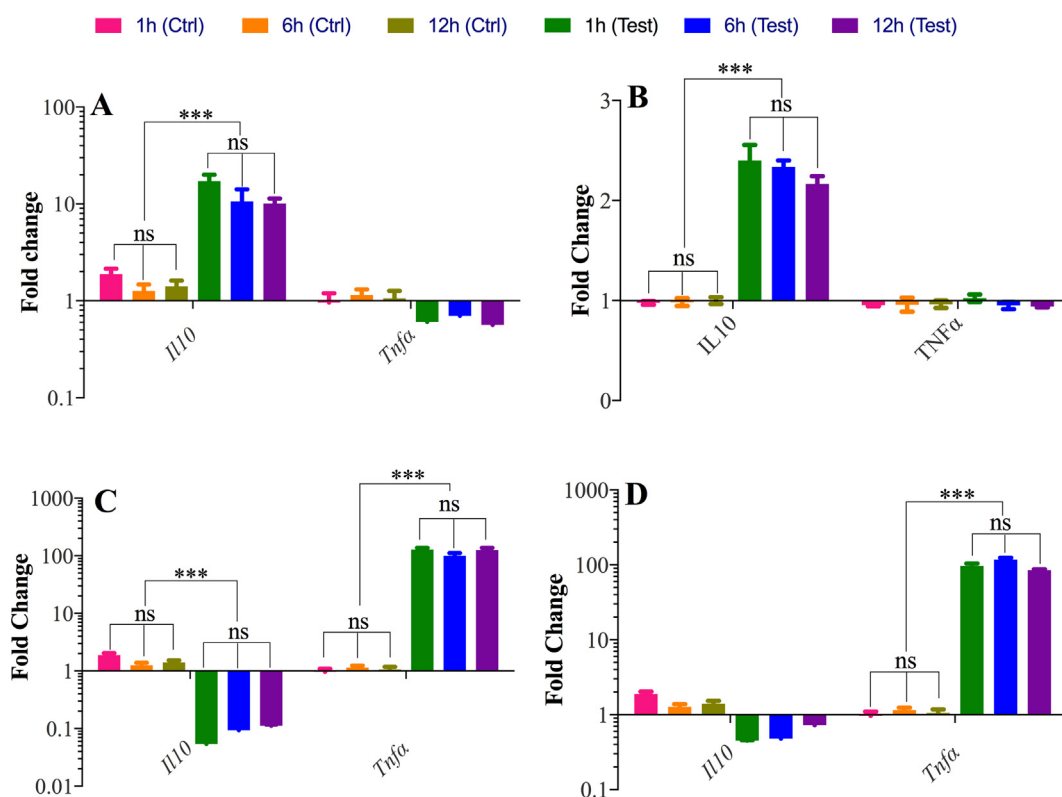 1h (Ctrl) 6h (Ctrl) 12h (Ctrl) 1h (Test) 6h (Test) 12h (Test)
A
Fold change
100
10
1
0.1
***
ns
ns
Il10
Tnfα
B
Fold Change
3
2
1
0
***
ns
ns
IL10
TNFα
C
Fold Change
1000
100
10
1
0.1
0.01
***
ns
ns
***
ns
ns
Il10
Tnfα
D
Fold Change
1000
100
10
1
0.1
***
ns
ns
Il10
Tnfα